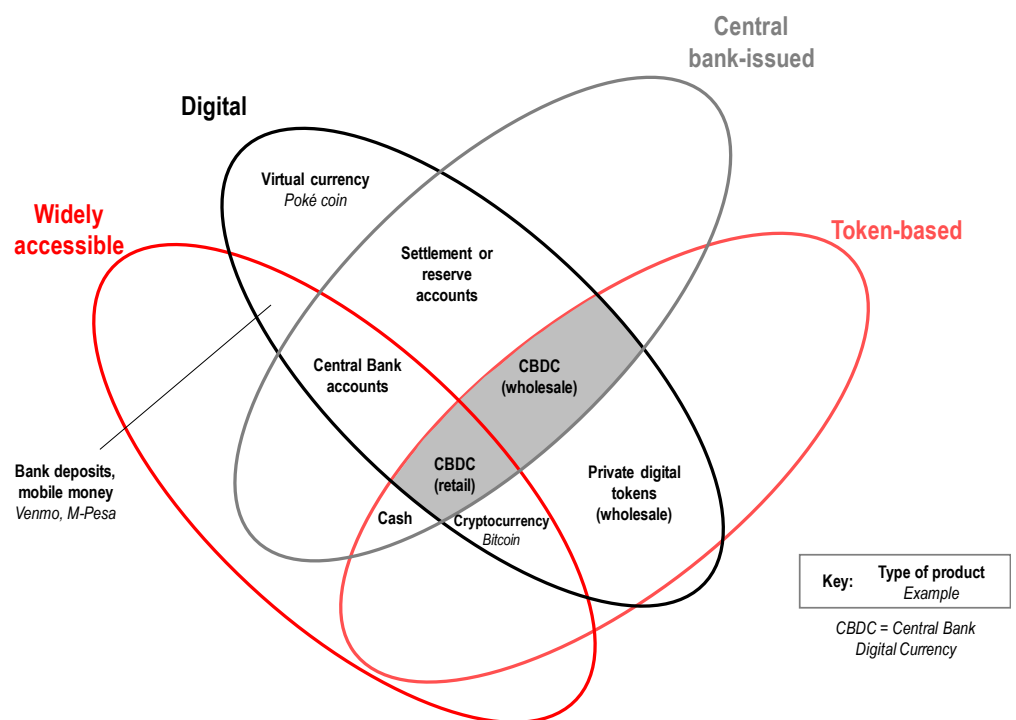 Central
bank-issued
Digital
Virtual currency
Poké coin
Widely
accessible
Token-based
Settlement or
reserve
accounts
Central Bank
accounts
CBDC
(wholesale)
Bank deposits,
mobile money
Venmo, M-Pesa
CBDC
(retail)
Private digital
tokens
(wholesale)
Cash
Cryptocurrency
Bitcoin
Key:
Type of product
Example
CBDC = Central Bank
Digital Currency